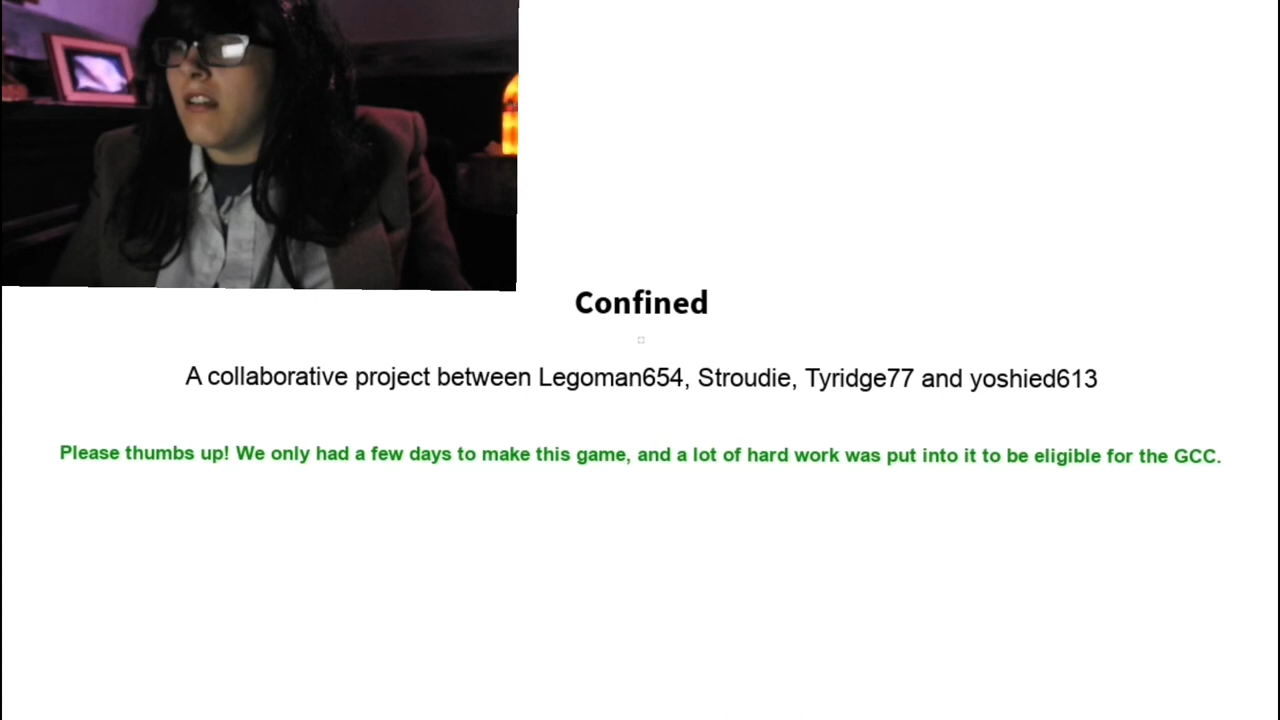 Confined
A collaborative project between Legoman654, Stroudie, Tyridge77 and yoshied613
Please thumbs up! We only had a few days to make this game, and a lot of hard work was put into it to be eligible for the GCC.